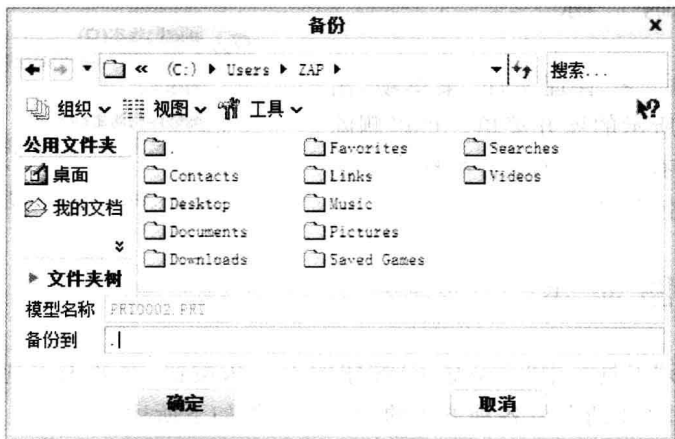 备份
« (C:) ▸ Users ▸ ZAP ▸ 搜索...
组织 视图 工具
公用文件夹
桌面
我的文档
文件夹树
.
Contacts
Desktop
Documents
Downloads
Favorites
Links
Music
Pictures
Saved Games
Searches
Videos
模型名称 PRT0002.PRT
备份到 .
确定 取消